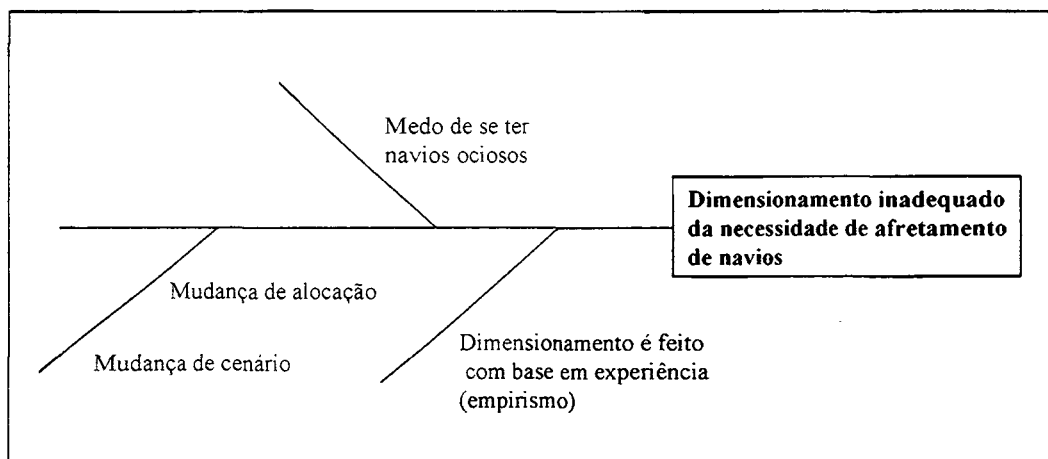 Medo de se ter
navios ociosos
Dimensionamento inadequado
da necessidade de afretamento
de navios
Mudança de alocação
Mudança de cenário
Dimensionamento é feito
com base em experiência
(empirismo)